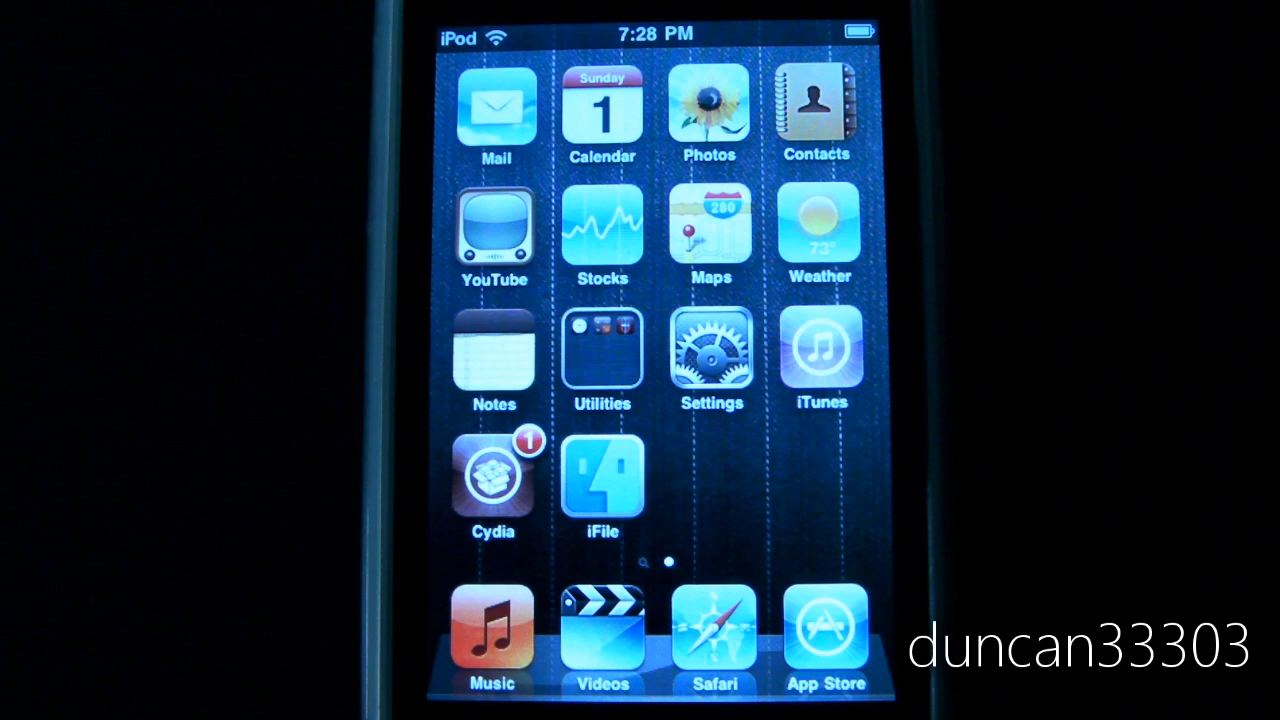 iPod 7:28 PM
Sunday
1
Mail Calendar Photos Contacts
280
73°
YouTube Stocks Maps Weather
Notes Utilities Settings iTunes
1
Cydia iFile
Music Videos Safari App Store
duncan33303